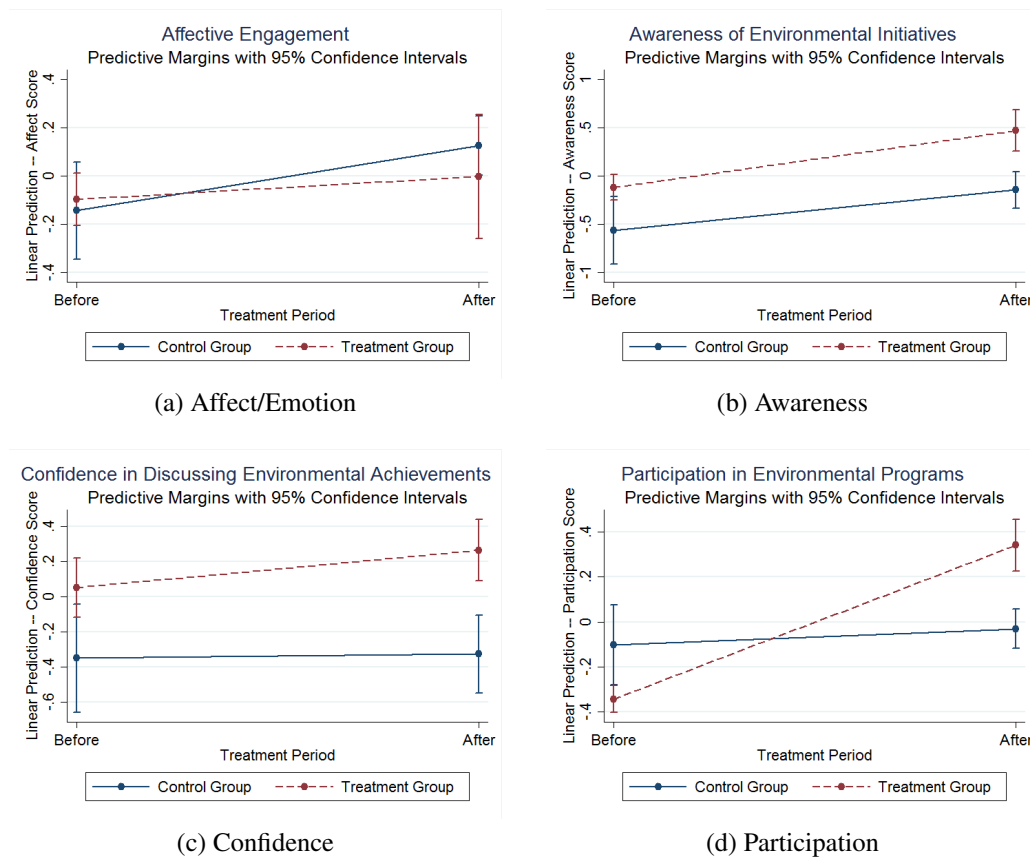 Affective Engagement
Predictive Margins with 95% Confidence Intervals
Linear Prediction -- Affect Score
.4
.2
0
-.2
-.4
Before
After
Treatment Period
Control Group
Treatment Group
(a) Affect/Emotion
Awareness of Environmental Initiatives
Predictive Margins with 95% Confidence Intervals
Linear Prediction -- Awareness Score
1
.5
0
-.5
-1
Before
After
Treatment Period
Control Group
Treatment Group
(b) Awareness
Confidence in Discussing Environmental Achievements
Predictive Margins with 95% Confidence Intervals
Linear Prediction -- Confidence Score
.4
.2
0
-.2
-.4
-.6
Before
After
Treatment Period
Control Group
Treatment Group
(c) Confidence
Participation in Environmental Programs
Predictive Margins with 95% Confidence Intervals
Linear Prediction -- Participation Score
.4
.2
0
-.2
-.4
Before
After
Treatment Period
Control Group
Treatment Group
(d) Participation